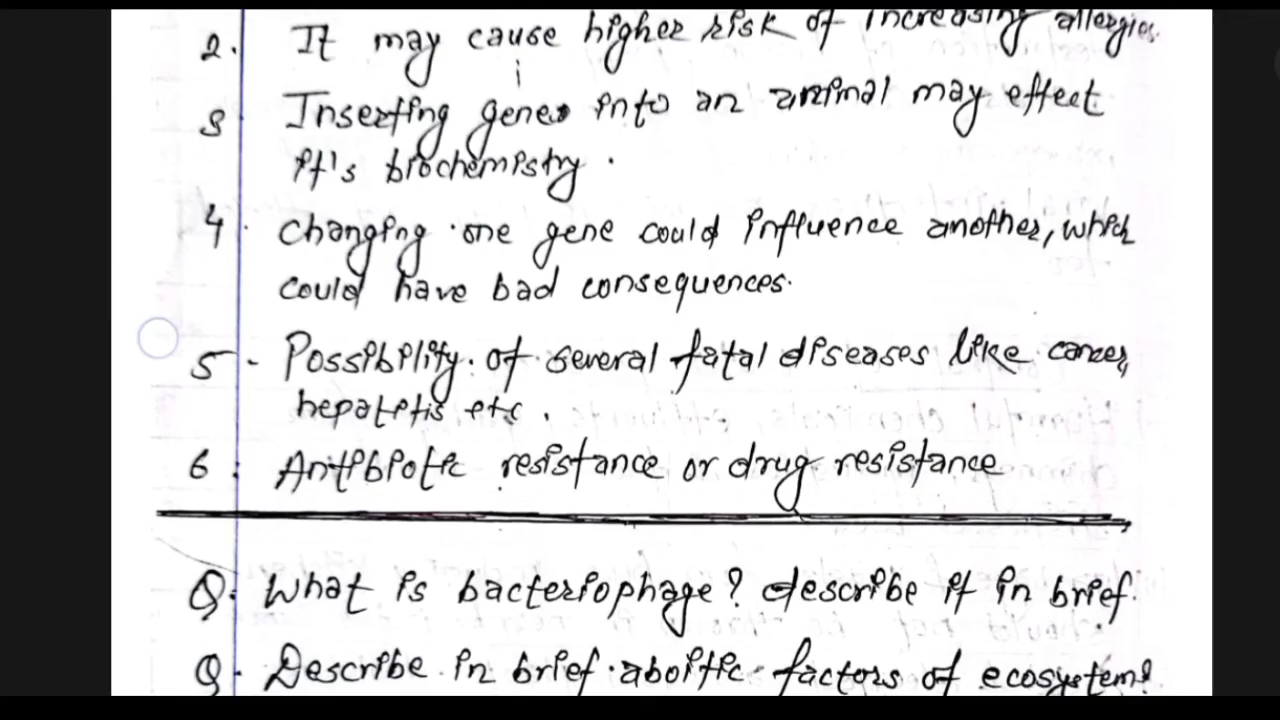 2. It may cause higher risk of increasing allergies.
3 Inserting genes into an animal may effect
it's biochemistry.
4. changing one gene could influence another, which
could have bad consequences.
5- Possibility of several fatal diseases like cancer,
hepatetis etc.
6. Antibiotic resistance or drug resistance
Q. What is bacteriophage? describe it in brief.
Q. Describe in brief aboitic factors of ecosystem?